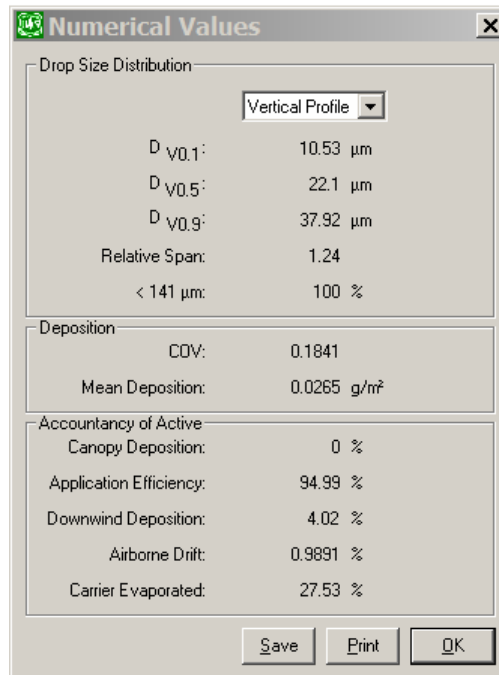 Numerical Values
Drop Size Distribution
Vertical Profile
D V0.1: 10.53 µm
D V0.5: 22.1 µm
D V0.9: 37.92 µm
Relative Span: 1.24
< 141 µm: 100 %
Deposition
COV: 0.1841
Mean Deposition: 0.0265 g/m²
Accountancy of Active
Canopy Deposition: 0 %
Application Efficiency: 94.99 %
Downwind Deposition: 4.02 %
Airborne Drift: 0.9891 %
Carrier Evaporated: 27.53 %
Save Print OK